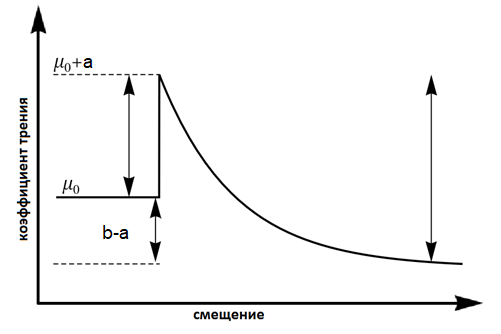 μ₀+a
μ₀
b-a
коэффициент трения
смещение